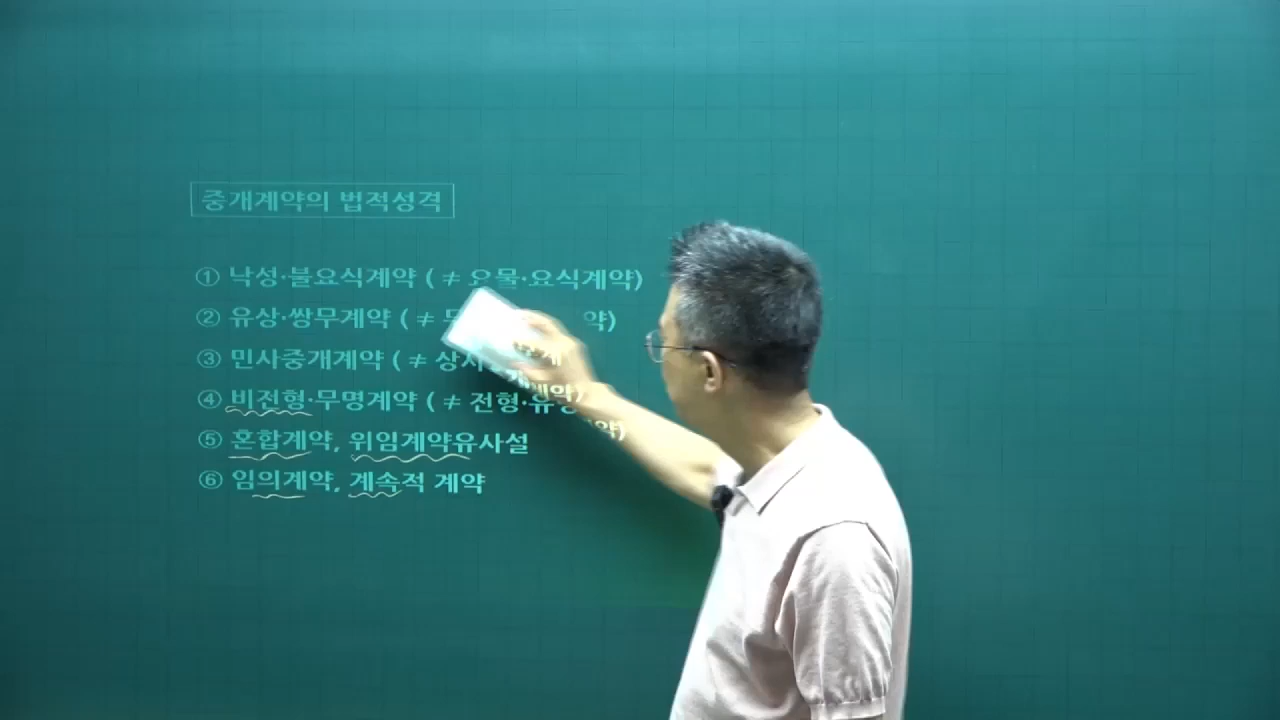 중개계약의 법적성격
① 낙성·불요식계약 ( ≠ 요물·요식계약)
② 유상·쌍무계약 ( ≠ 약)
③ 민사중개계약 ( ≠
④ 비전형·무명계약 ( ≠ 전형·유명
⑤ 혼합계약, 위임계약유사설
⑥ 임의계약, 계속적 계약